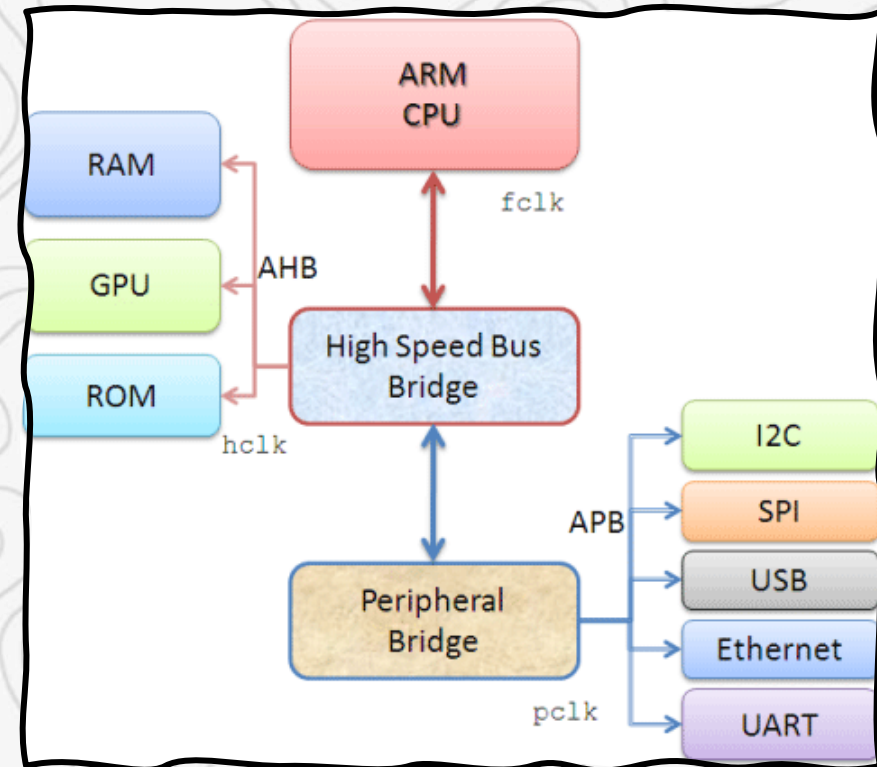 ARM
CPU
fclk
RAM
GPU
ROM
AHB
hclk
High Speed Bus
Bridge
Peripheral
Bridge
pclk
APB
I2C
SPI
USB
Ethernet
UART